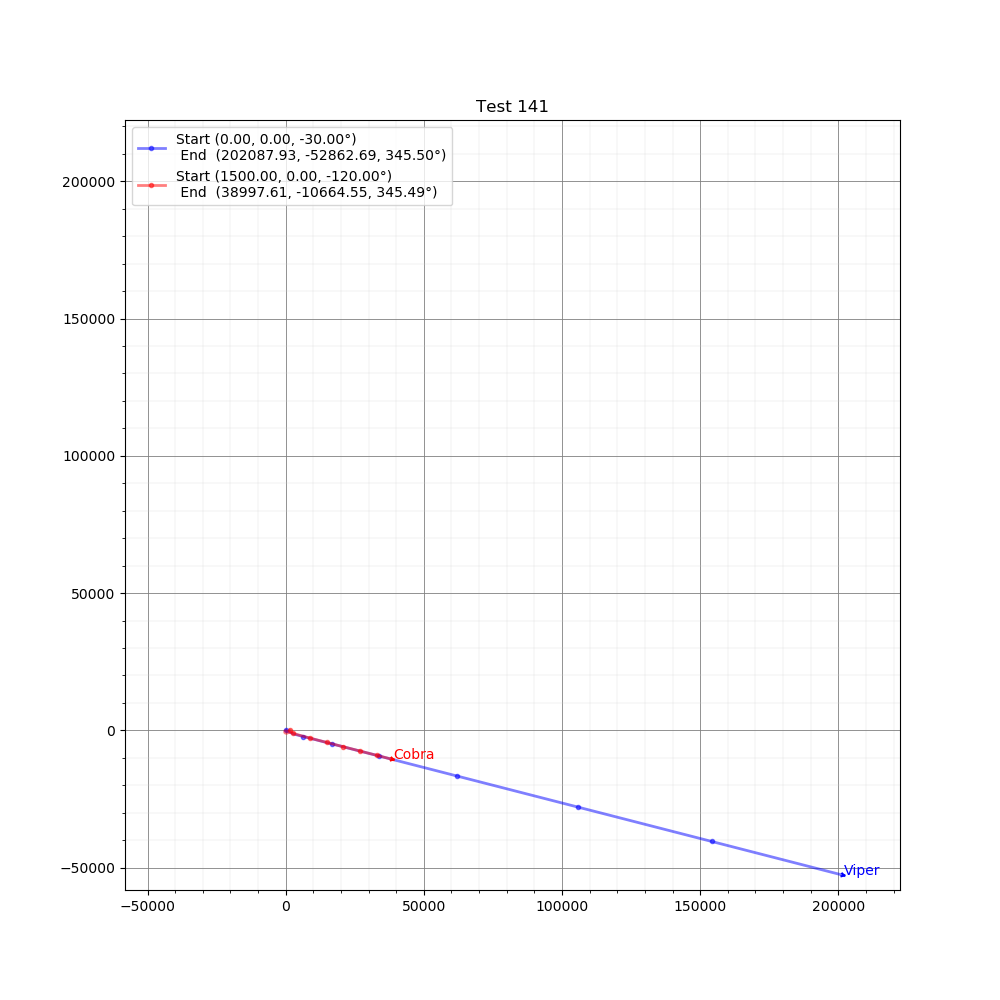 Test 141
Start (0.00, 0.00, -30.00°)
End (202087.93, -52862.69, 345.50°)
Start (1500.00, 0.00, -120.00°)
End (38997.61, -10664.55, 345.49°)
200000
150000
100000
50000
0
−50000
Cobra
Viper
−50000 0 50000 100000 150000 200000